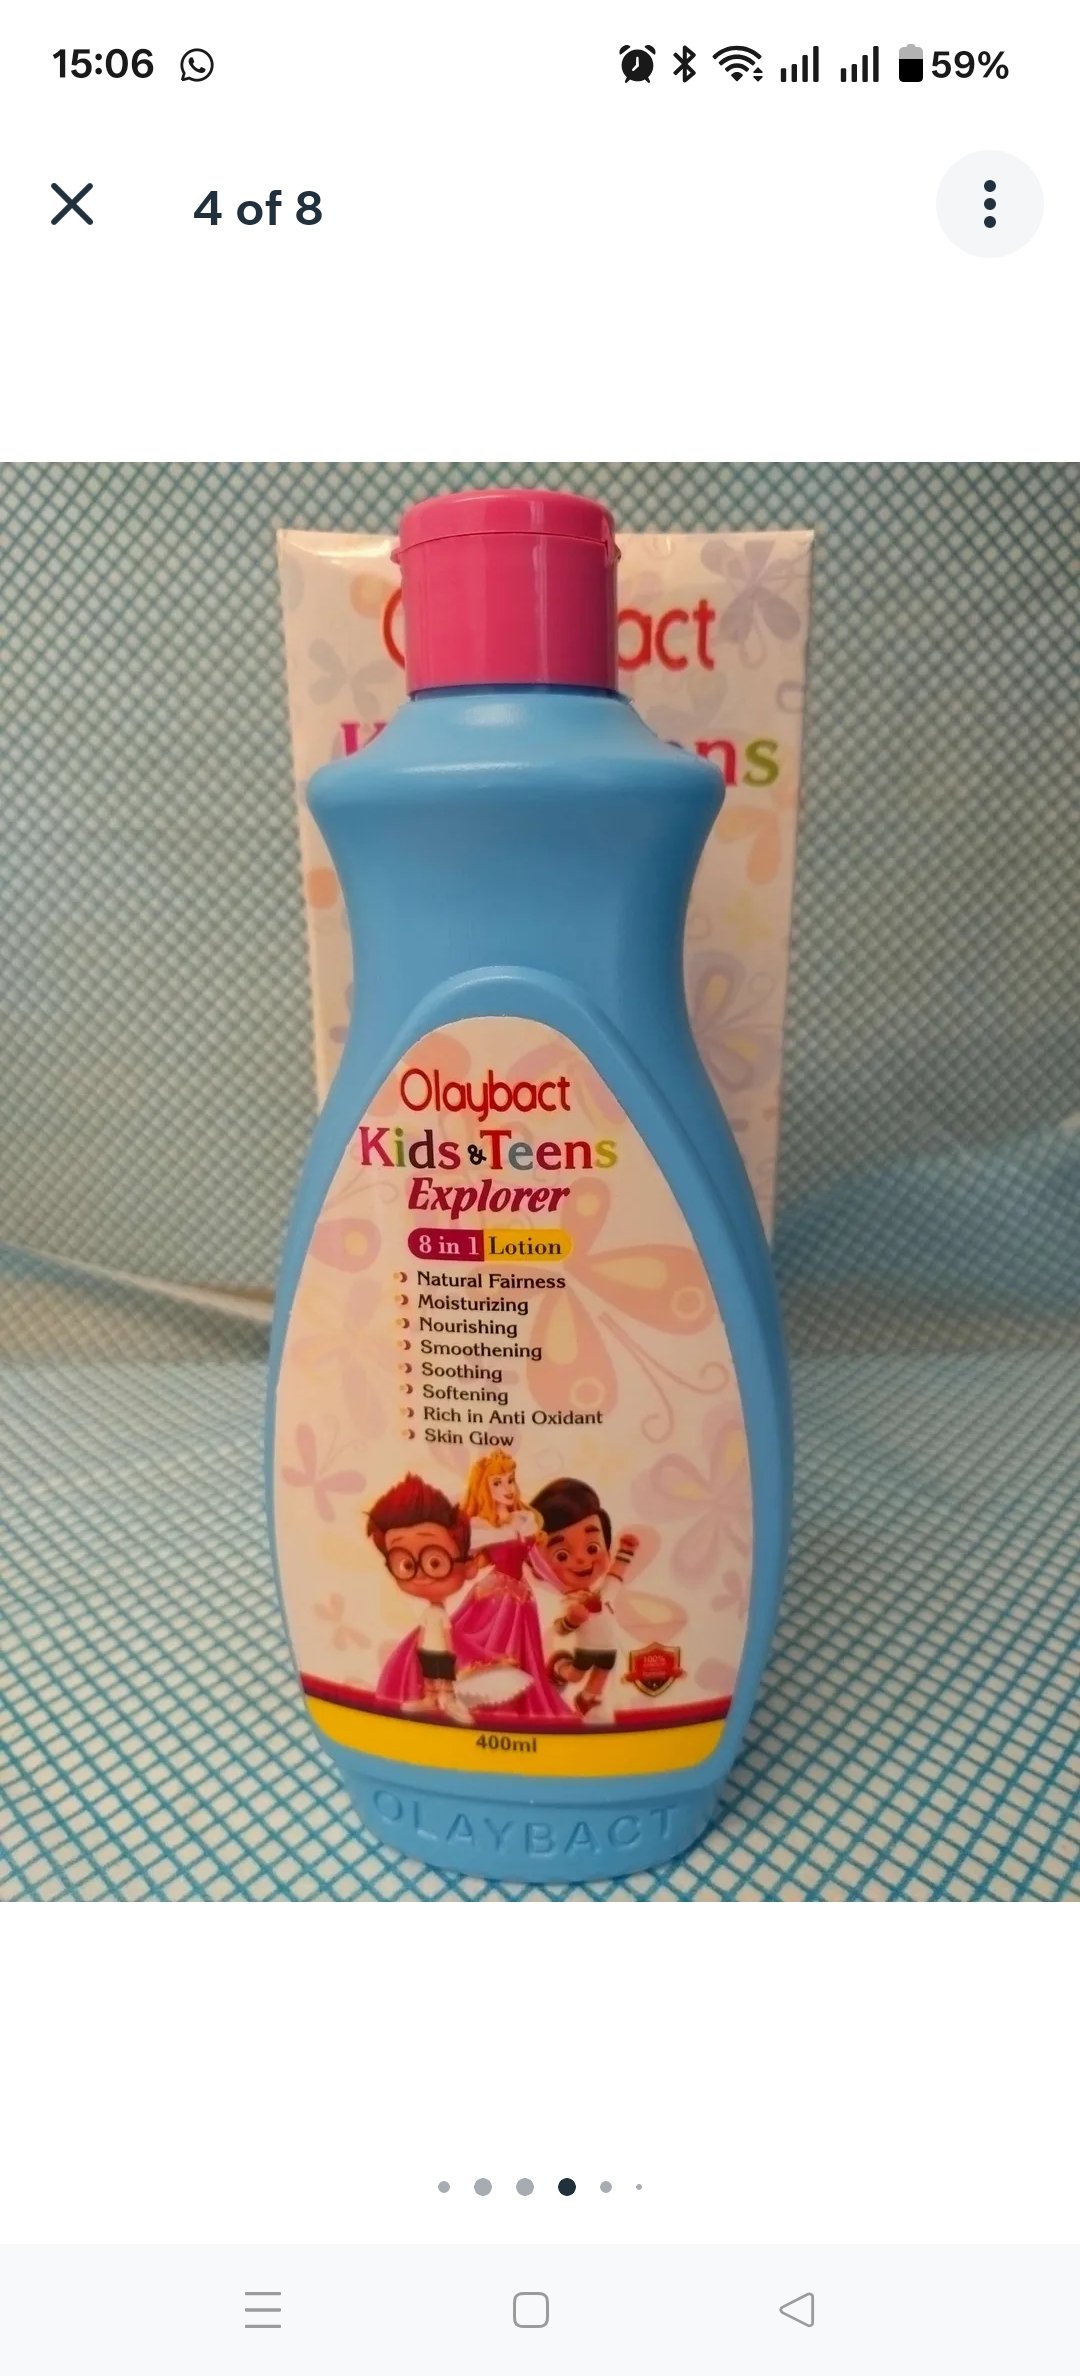 15:06
59%
4 of 8
act
ns
Olaybact
Kids & Teens
Explorer
8 in 1 Lotion
Natural Fairness
Moisturizing
Nourishing
Smoothening
Soothing
Softening
Rich in Anti Oxidant
Skin Glow
100%
400ml
OLAYBACT